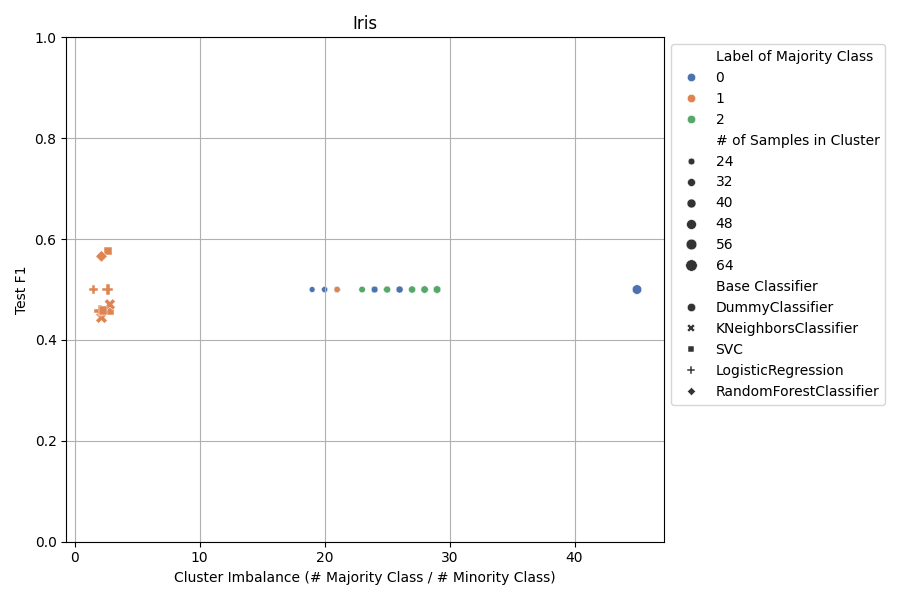 Iris
1.0
0.8
0.6
0.4
0.2
0.0
Test F1
0
10
20
30
40
Cluster Imbalance (# Majority Class / # Minority Class)
Label of Majority Class
0
1
2
# of Samples in Cluster
24
32
40
48
56
64
Base Classifier
DummyClassifier
KNeighborsClassifier
SVC
LogisticRegression
RandomForestClassifier